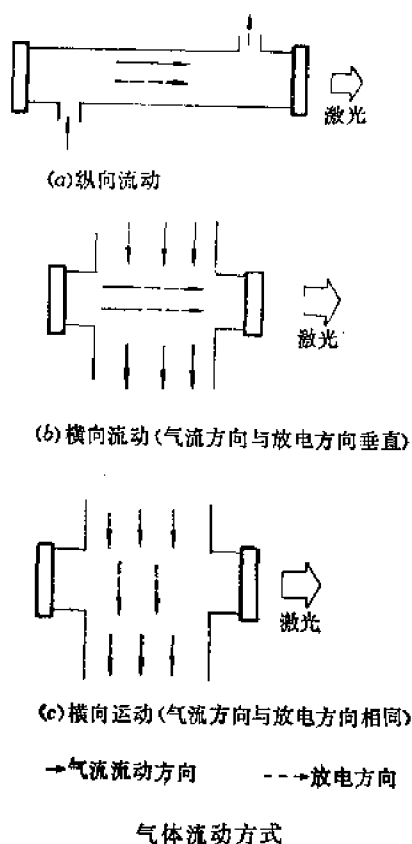 激光
(a)纵向流动
激光
(b)横向流动(气流方向与放电方向垂直)
激光
(c)横向运动(气流方向与放电方向相同)
气流流动方向 放电方向
气体流动方式